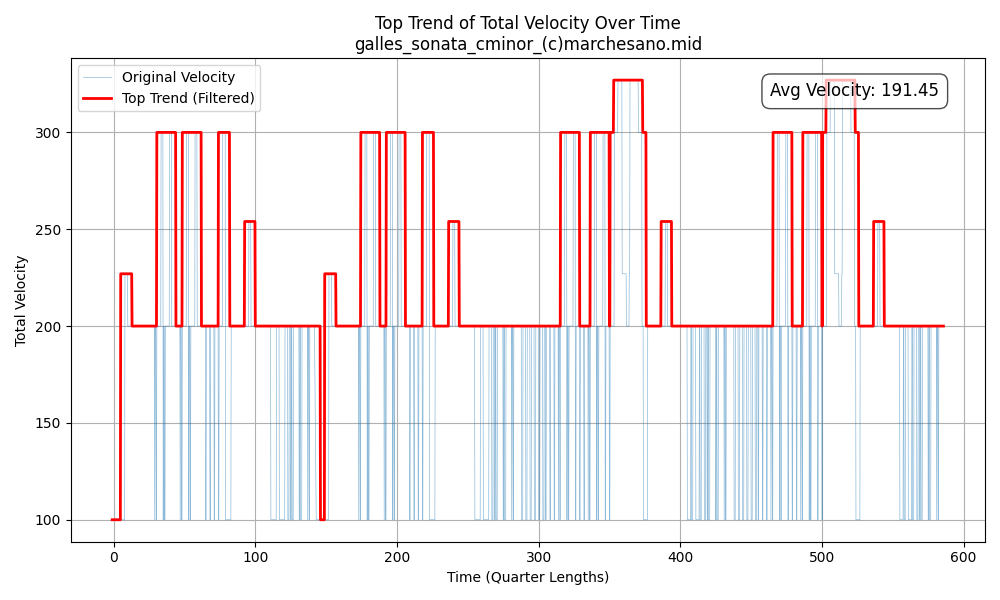 Top Trend of Total Velocity Over Time
galles_sonata_cminor_(c)marchesano.mid
Original Velocity
Top Trend (Filtered)
Avg Velocity: 191.45
Total Velocity
300
250
200
150
100
0
100
200
300
400
500
600
Time (Quarter Lengths)